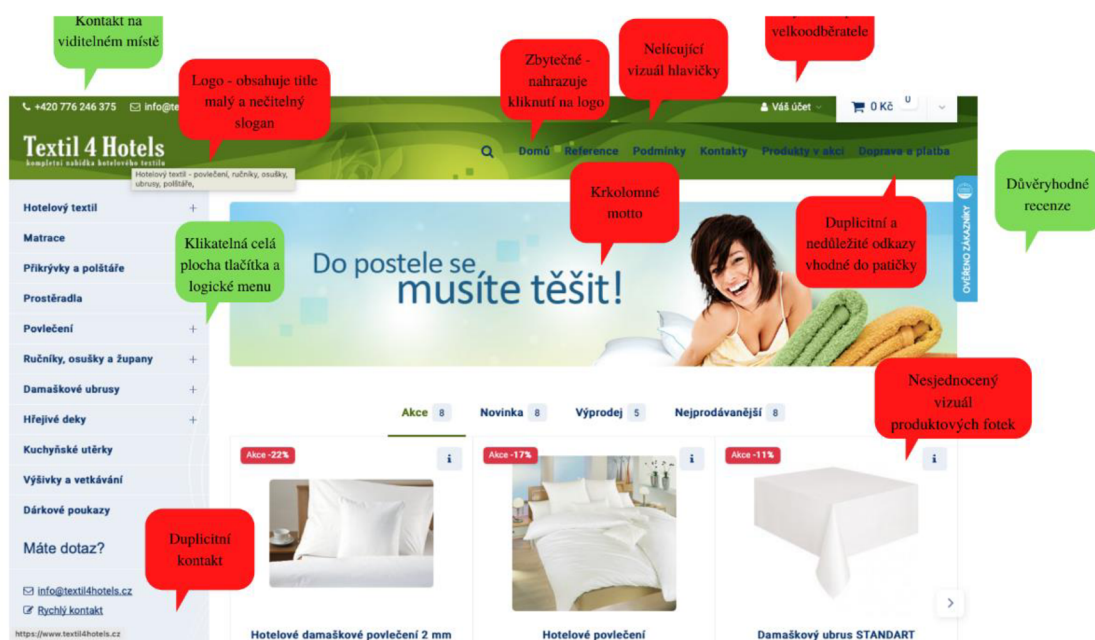 Kontakt na
viditelném místě
velkoodběratele
Logo - obsahuje title
malý a nečitelný
slogan
Zbytečné -
nahrazuje
kliknutí na logo
Nelícující
vizuál hlavičky
+420 776 246 375
info@te
Váš účet
0 Kč
0
Textil 4 Hotels
kompletní nabídka hotelového textilu
Domů
Reference
Podmínky
Kontakty
Produkty v akci
Doprava a platba
Hotelový textil - povlečení, ručníky, osušky,
ubrusy, polštáře,
Krkolomné
motto
Duplicitní a
nedůležité odkazy
vhodné do patičky
OVĚŘENO ZÁKAZNÍKY
Důvěryhodné
recenze
Hotelový textil +
Matrace
Přikrývky a polštáře
Prostěradla
Povlečení +
Ručníky, osušky a župany +
Damaškové ubrusy +
Hřejivé deky +
Kuchyňské utěrky
Výšivky a vetkávání
Dárkové poukazy
Klikatelná celá
plocha tlačítka a
logické menu
Do postele se
musíte těšit!
Nesjednocený
vizuál
produktových fotek
Akce 8
Novinka 8
Výprodej 5
Nejprodávanější 8
Akce -22%
i
Akce -17%
i
Akce -11%
i
Máte dotaz?
Duplicitní
kontakt
info@textil4hotels.cz
Rychlý kontakt
https://www.textil4hotels.cz
Hotelové damaškové povlečení 2 mm
Hotelové povlečení
Damaškový ubrus STANDART